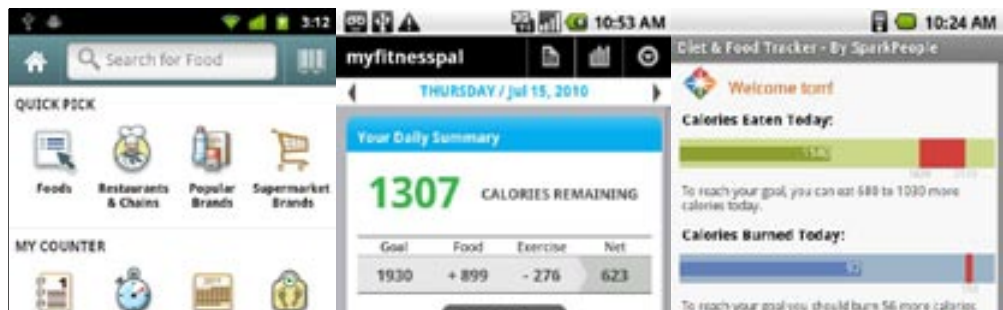 3:12
Search for Food
QUICK PICK
Foods
Restaurants & Chains
Popular Brands
Supermarket Brands
MY COUNTER
10:53 AM
myfitnesspal
THURSDAY / Jul 15, 2010
Your Daily Summary
1307 CALORIES REMAINING
Goal Food Exercise Net
1930 + 899 - 276 623
10:24 AM
Diet & Food Tracker - By SparkPeople
Welcome tomf
Calories Eaten Today:
To reach your goal, you can eat 680 to 1030 more
calories today.
Calories Burned Today:
To reach your goal you should burn 56 more calories